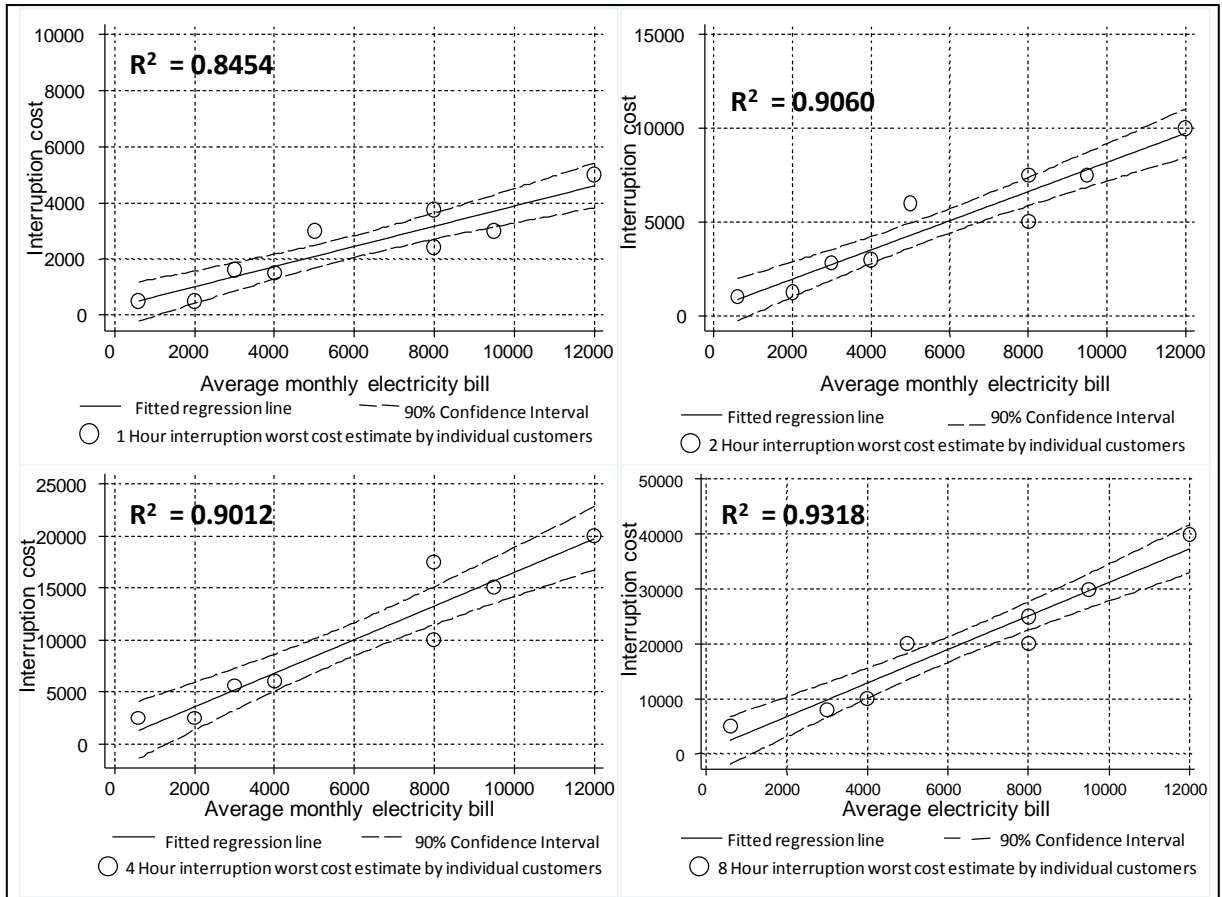 R² = 0.8454
Interruption cost
10000
8000
6000
4000
2000
0
0 2000 4000 6000 8000 10000 12000
Average monthly electricity bill
Fitted regression line 90% Confidence Interval
1 Hour interruption worst cost estimate by individual customers
R² = 0.9060
Interruption cost
15000
10000
5000
0
0 2000 4000 6000 8000 10000 12000
Average monthly electricity bill
Fitted regression line 90% Confidence Interval
2 Hour interruption worst cost estimate by individual customers
R² = 0.9012
Interruption cost
25000
20000
15000
10000
5000
0
0 2000 4000 6000 8000 10000 12000
Average monthly electricity bill
Fitted regression line 90% Confidence Interval
4 Hour interruption worst cost estimate by individual customers
R² = 0.9318
Interruption cost
50000
40000
30000
20000
10000
0
0 2000 4000 6000 8000 10000 12000
Average electricity bill
Fitted regression line 90% Confidence Interval
8 Hour interruption worst cost estimate by individual customers